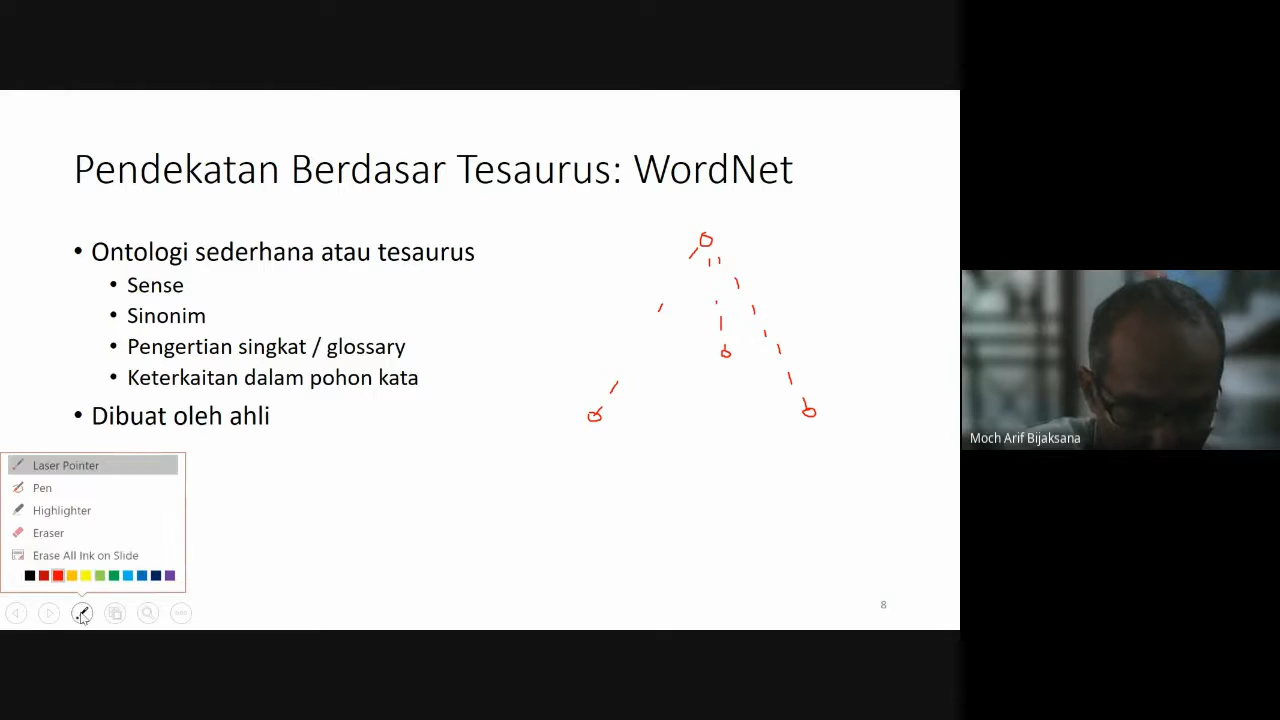 Pendekatan Berdasar Tesaurus: WordNet
• Ontologi sederhana atau tesaurus
• Sense
• Sinonim
• Pengertian singkat / glossary
• Keterkaitan dalam pohon kata
• Dibuat oleh ahli
Laser Pointer
Pen
Highlighter
Eraser
Erase All Ink on Slide
8
Moch Arif Bijaksana